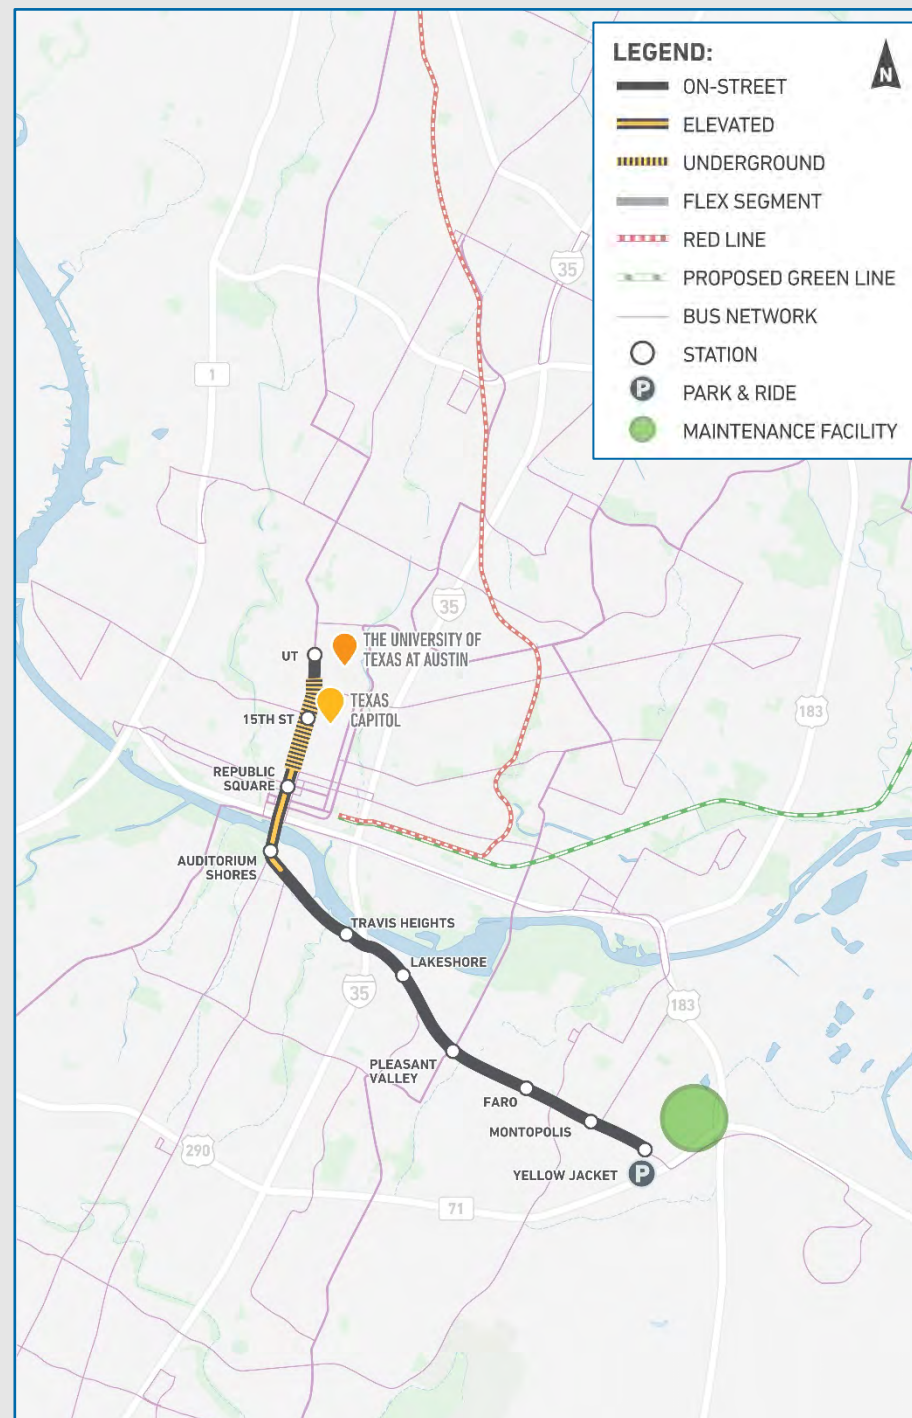 LEGEND:
N
ON-STREET
ELEVATED
UNDERGROUND
FLEX SEGMENT
RED LINE
PROPOSED GREEN LINE
BUS NETWORK
STATION
P
PARK & RIDE
MAINTENANCE FACILITY
35
1
35
183
UT
THE UNIVERSITY OF
TEXAS AT AUSTIN
15TH ST
TEXAS
CAPITOL
REPUBLIC
SQUARE
AUDITORIUM
SHORES
TRAVIS HEIGHTS
LAKESHORE
35
183
PLEASANT
VALLEY
FARO
MONTOPOLIS
290
YELLOW JACKET
P
71